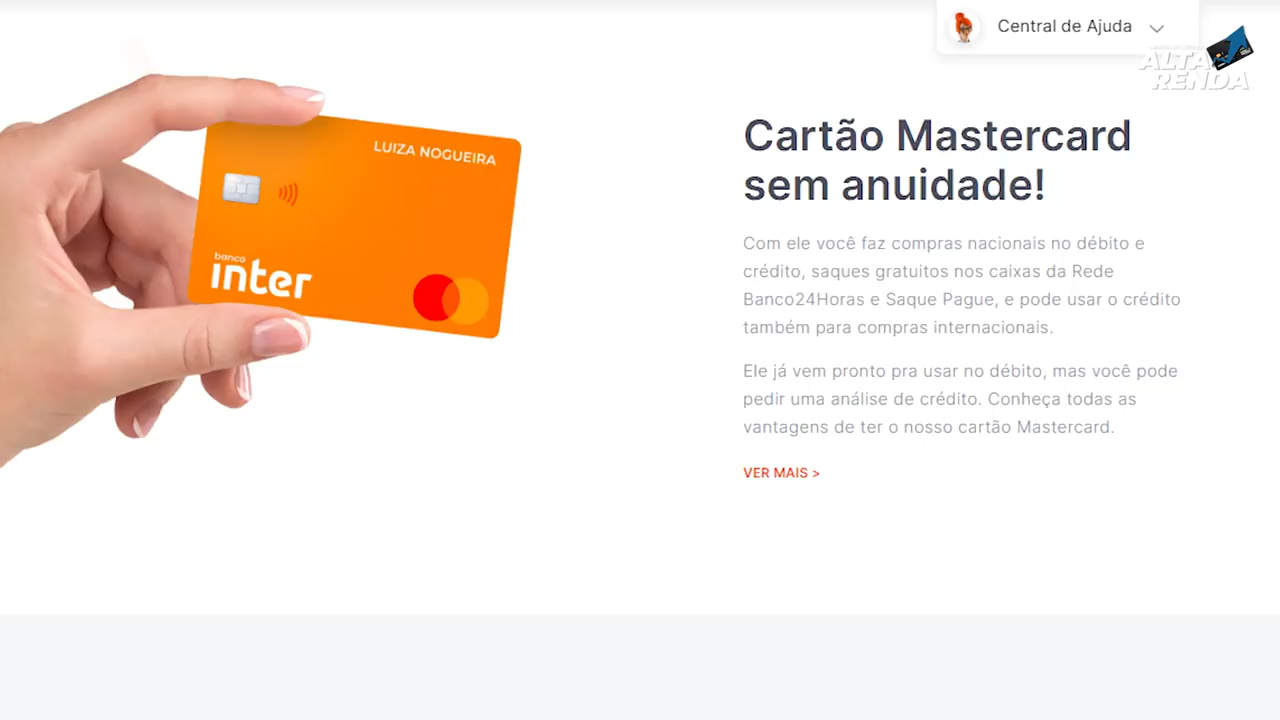 Central de Ajuda
ALTA
RENDA
LUIZA NOGUEIRA
banco
inter
Cartão Mastercard
sem anuidade!
Com ele você faz compras nacionais no débito e
crédito, saques gratuitos nos caixas da Rede
Banco24Horas e Saque Pague, e pode usar o crédito
também para compras internacionais.
Ele já vem pronto pra usar no débito, mas você pode
pedir uma análise de crédito. Conheça todas as
vantagens de ter o nosso cartão Mastercard.
VER MAIS >